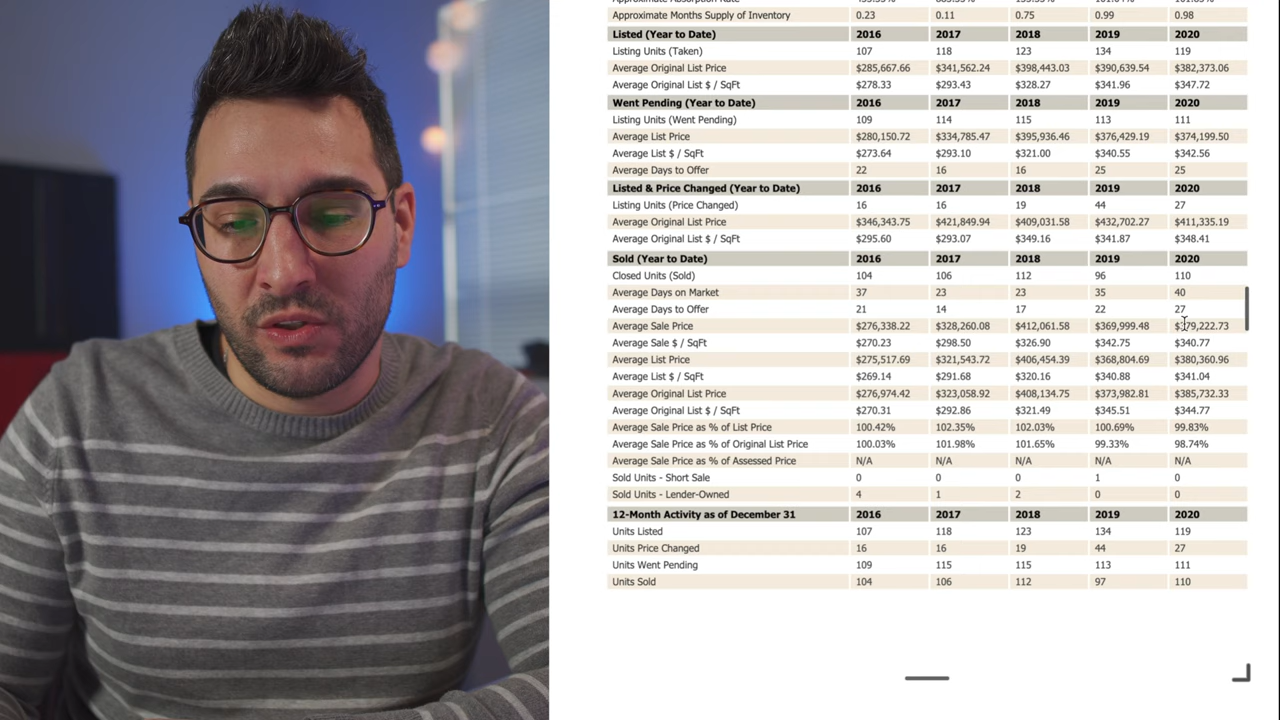 Approximate Months Supply of Inventory 0.23 0.11 0.75 0.99 0.98
Listed (Year to Date) 2016 2017 2018 2019 2020
Listing Units (Taken) 107 118 123 134 119
Average Original List Price $285,667.66 $341,562.24 $398,443.03 $390,639.54 $382,373.06
Average Original List $ / SqFt $278.33 $293.43 $328.27 $341.96 $347.72
Went Pending (Year to Date) 2016 2017 2018 2019 2020
Listing Units (Went Pending) 109 114 115 113 111
Average List Price $280,150.72 $334,785.47 $395,936.46 $376,429.19 $374,199.50
Average List $ / SqFt $273.64 $293.10 $321.00 $340.55 $342.56
Average Days to Offer 22 16 16 25 25
Listed & Price Changed (Year to Date) 2016 2017 2018 2019 2020
Listing Units (Price Changed) 16 16 19 44 27
Average Original List Price $346,343.75 $421,849.94 $409,031.58 $432,702.27 $411,335.19
Average Original List $ / SqFt $295.60 $293.07 $349.16 $341.87 $348.41
Sold (Year to Date) 2016 2017 2018 2019 2020
Closed Units (Sold) 104 106 112 96 110
Average Days on Market 37 23 23 35 40
Average Days to Offer 21 14 17 22 27
Average Sale Price $276,338.22 $328,260.08 $412,061.58 $369,999.48 $379,222.73
Average Sale $ / SqFt $270.23 $298.50 $326.90 $342.75 $340.77
Average List Price $275,517.69 $321,543.72 $406,454.39 $368,804.69 $380,360.96
Average List $ / SqFt $269.14 $291.68 $320.16 $340.88 $341.04
Average Original List Price $276,974.42 $323,058.92 $408,134.75 $373,982.81 $385,732.33
Average Original List $ / SqFt $270.31 $292.86 $321.49 $345.51 $344.77
Average Sale Price as % of List Price 100.42% 102.35% 102.03% 100.69% 99.83%
Average Sale Price as % of Original List Price 100.03% 101.98% 101.65% 99.33% 98.74%
Average Sale Price as % of Assessed Price N/A N/A N/A N/A N/A
Sold Units - Short Sale 0 0 0 1 0
Sold Units - Lender-Owned 4 1 2 0 0
12-Month Activity as of December 31 2016 2017 2018 2019 2020
Units Listed 107 118 123 134 119
Units Price Changed 16 16 19 44 27
Units Went Pending 109 115 115 113 111
Units Sold 104 106 112 97 110